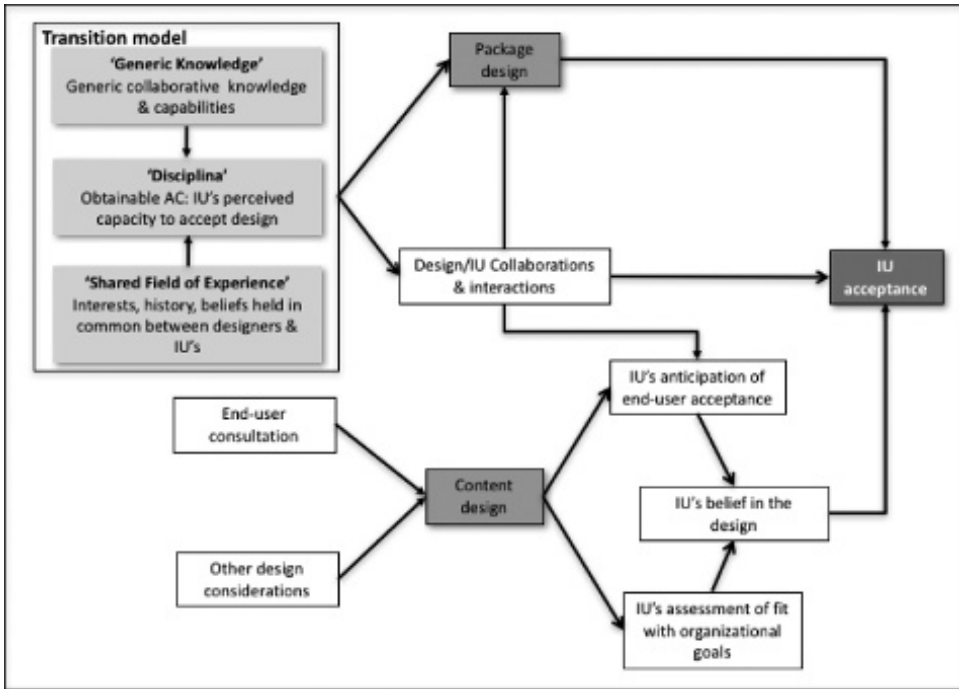 Transition model
‘Generic Knowledge’
Generic collaborative knowledge
& capabilities
‘Disciplina’
Obtainable AC: IU’s perceived
capacity to accept design
‘Shared Field of Experience’
Interests, history, beliefs held in
common between designers &
IU’s
Package
design
Design/IU Collaborations
& interactions
IU
acceptance
IU’s anticipation of
end-user acceptance
End-user
consultation
Content
design
IU’s belief in the
design
Other design
considerations
IU’s assessment of fit
with organizational
goals